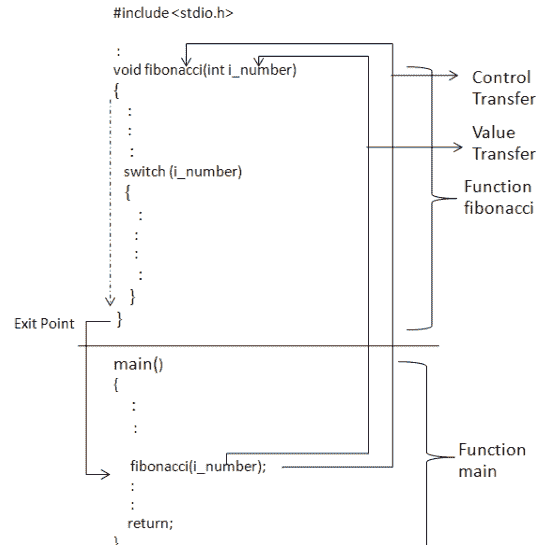 #include<stdio.h>
:
void fibonacci(int i_number)
{
:
:
:
switch (i_number)
{
:
:
:
:
}
}
Control
Transfer
Value
Transfer
Function
fibonacci
Exit Point
main()
{
:
:
fibonacci(i_number);
:
:
return;
}
Function
main